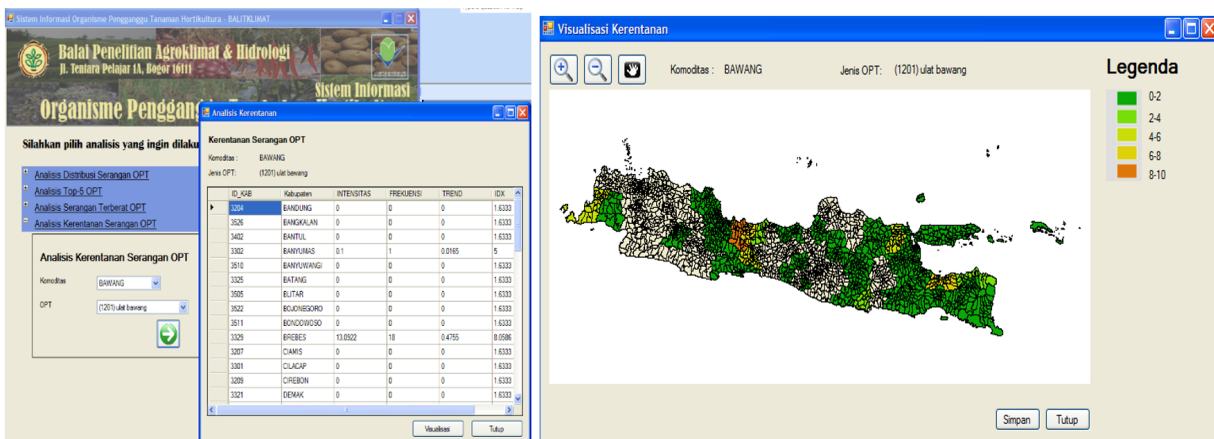 Sistem Informasi Organisme Pengganggu Tanaman Hortikultura - BALITKLIMAT
Balai Penelitian Agroklimat & Hidrologi
Jl. Tentara Pelajar 1A, Bogor 16111
Sistem Informasi
Organisme Penggang
Silahkan pilih analisis yang ingin dilaku
Analisis Distribusi Serangan OPT
Analisis Top-5 OPT
Analisis Serangan Terberat OPT
Analisis Kerentanan Serangan OPT
Analisis Kerentanan Serangan OPT
Komoditas BAWANG
OPT (1201) ulat bawang
Analisis Kerentanan
Kerentanan Serangan OPT
Komoditas : BAWANG
Jenis OPT: (1201) ulat bawang
ID_KAB Kabupaten INTENSITAS FREKUENSI TREND IDX
3204 BANDUNG 0 0 0 1.6333
3526 BANGKALAN 0 0 0 1.6333
3402 BANTUL 0 0 0 1.6333
3302 BANYUMAS 0.1 1 0.0165 5
3510 BANYUWANGI 0 0 0 1.6333
3325 BATANG 0 0 0 1.6333
3505 BLITAR 0 0 0 1.6333
3522 BOJONEGORO 0 0 0 1.6333
3511 BONDOWOSO 0 0 0 1.6333
3329 BREBES 13.0922 18 0.4755 8.0586
3207 CIAMIS 0 0 0 1.6333
3301 CILACAP 0 0 0 1.6333
3209 CIREBON 0 0 0 1.6333
3321 DEMAK 0 0 0 1.6333
Visualisasi Tutup
Visualisasi Kerentanan
Komoditas : BAWANG Jenis OPT: (1201) ulat bawang
Legenda
0-2
2-4
4-6
6-8
8-10
Simpan Tutup